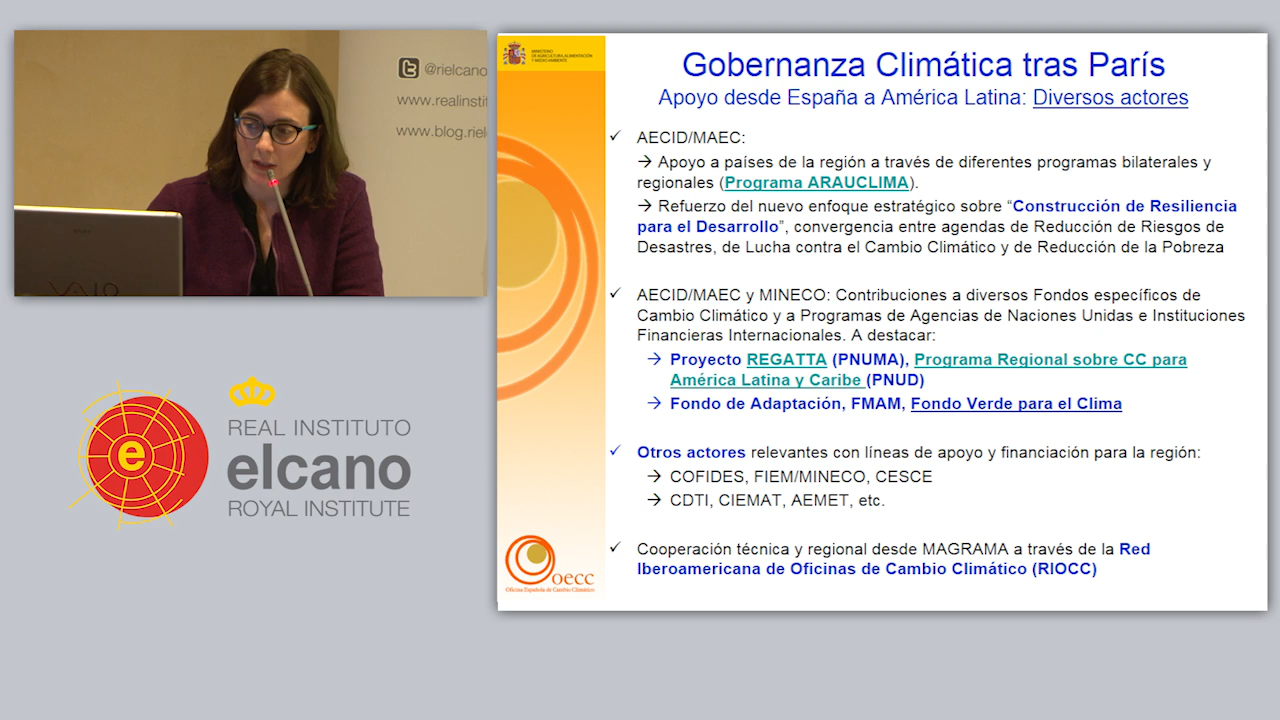 @rielcano
www.realinstit
www.blog.riel
VAIO
e
REAL INSTITUTO
elcano
ROYAL INSTITUTE
MINISTERIO
DE AGRICULTURA, ALIMENTACIÓN
Y MEDIO AMBIENTE
Gobernanza Climática tras París
Apoyo desde España a América Latina: Diversos actores
✓ AECID/MAEC:
→ Apoyo a países de la región a través de diferentes programas bilaterales y
regionales (Programa ARAUCLIMA).
→ Refuerzo del nuevo enfoque estratégico sobre “Construcción de Resiliencia
para el Desarrollo”, convergencia entre agendas de Reducción de Riesgos de
Desastres, de Lucha contra el Cambio Climático y de Reducción de la Pobreza
✓ AECID/MAEC y MINECO: Contribuciones a diversos Fondos específicos de
Cambio Climático y a Programas de Agencias de Naciones Unidas e Instituciones
Financieras Internacionales. A destacar:
→ Proyecto REGATTA (PNUMA), Programa Regional sobre CC para
América Latina y Caribe (PNUD)
→ Fondo de Adaptación, FMAM, Fondo Verde para el Clima
✓ Otros actores relevantes con líneas de apoyo y financiación para la región:
→ COFIDES, FIEM/MINECO, CESCE
→ CDTI, CIEMAT, AEMET, etc.
✓ Cooperación técnica y regional desde MAGRAMA a través de la Red
Iberoamericana de Oficinas de Cambio Climático (RIOCC)
oecc
Oficina Española de Cambio Climático